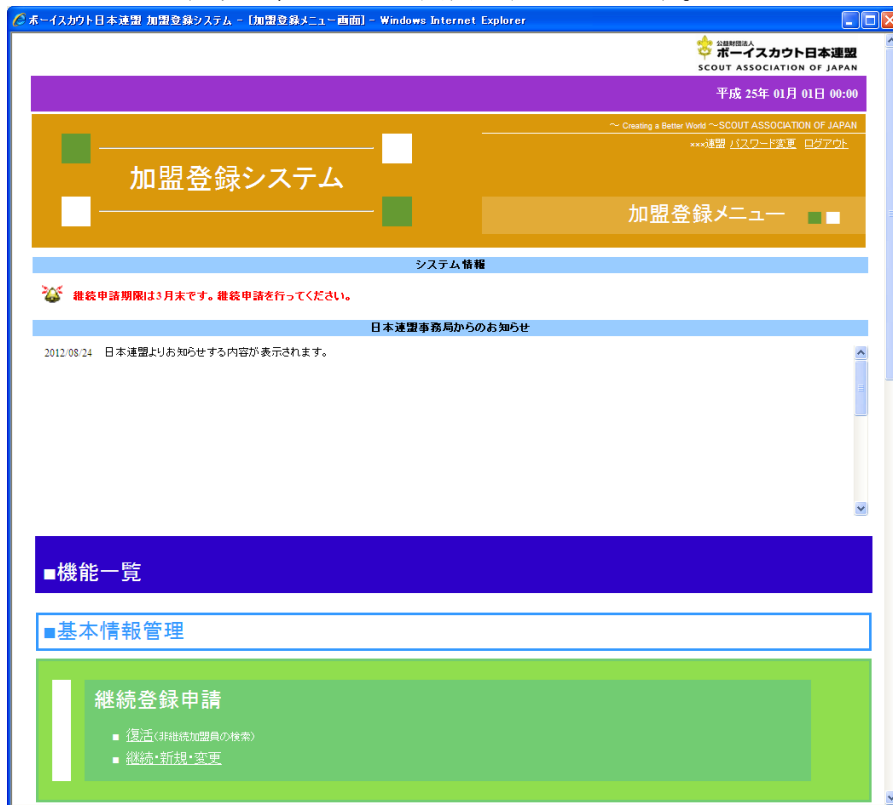 ボーイスカウト日本連盟 加盟登録システム - [加盟登録メニュー画面] - Windows Internet Explorer
公益財団法人
ボーイスカウト日本連盟
SCOUT ASSOCIATION OF JAPAN
平成 25年 01月 01日 00:00
～ Creating a Better World ～SCOUT ASSOCIATION OF JAPAN
***連盟 パスワード変更 ログアウト
加盟登録システム
加盟登録メニュー
システム情報
継続申請期限は3月末です。継続申請を行ってください。
日本連盟事務局からのお知らせ
2012/08/24 日本連盟よりお知らせする内容が表示されます。
■機能一覧
■基本情報管理
継続登録申請
■ 復活(非継続加盟員の検索)
■ 継続・新規・変更